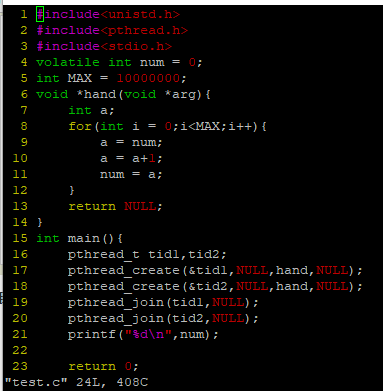 1 #include<unistd.h>
2 #include<pthread.h>
3 #include<stdio.h>
4 volatile int num = 0;
5 int MAX = 10000000;
6 void *hand(void *arg){
7     int a;
8     for(int i = 0;i<MAX;i++){
9         a = num;
10         a = a+1;
11         num = a;
12     }
13     return NULL;
14 }
15 int main(){
16     pthread_t tid1,tid2;
17     pthread_create(&tid1,NULL,hand,NULL);
18     pthread_create(&tid2,NULL,hand,NULL);
19     pthread_join(tid1,NULL);
20     pthread_join(tid2,NULL);
21     printf("%d\n",num);
22
23     return 0;
"test.c" 24L, 408C